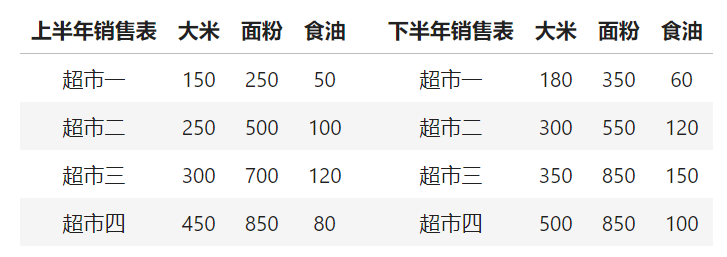 上半年销售表 大米 面粉 食油 下半年销售表 大米 面粉 食油
超市一 150 250 50 超市一 180 350 60
超市二 250 500 100 超市二 300 550 120
超市三 300 700 120 超市三 350 850 150
超市四 450 850 80 超市四 500 850 100